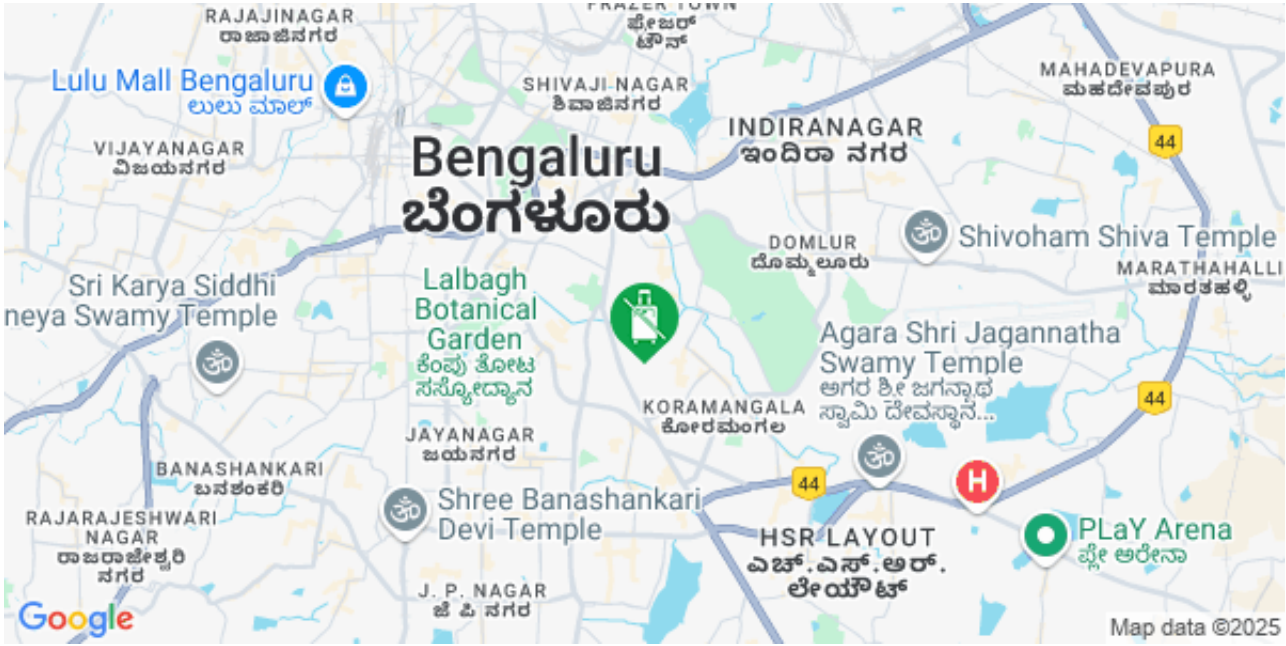 FRAZER TOWN
ಫ್ರೇಜರ್
ಟೌನ್
RAJAJINAGAR
ರಾಜಾಜಿನಗರ
Lulu Mall Bengaluru
ಲುಲು ಮಾಲ್
SHIVAJI NAGAR
ಶಿವಾಜಿನಗರ
MAHADEVAPURA
ಮಹದೇವಪುರ
INDIRANAGAR
ಇಂದಿರಾ ನಗರ
44
VIJAYANAGAR
ವಿಜಯನಗರ
Bengaluru
ಬೆಂಗಳೂರು
DOMLUR
ದೊಮ್ಮಲೂರು
Shivoham Shiva Temple
MARATHAHALLI
ಮಾರತಹಳ್ಳಿ
Sri Karya Siddhi
neya Swamy Temple
Lalbagh
Botanical
Garden
ಕೆಂಪು ತೋಟ
ಸಸ್ಯೋದ್ಯಾನ
Agara Shri Jagannatha
Swamy Temple
ಅಗರ ಶ್ರೀ ಜಗನ್ನಾಥ
ಸ್ವಾಮಿ ದೇವಸ್ಥಾನ...
44
KORAMANGALA
ಕೋರಮಂಗಲ
JAYANAGAR
ಜಯನಗರ
BANASHANKARI
ಬನಶಂಕರಿ
44
H
Shree Banashankari
Devi Temple
RAJARAJESHWARI
NAGAR
ರಾಜರಾಜೇಶ್ವರಿ
ನಗರ
HSR LAYOUT
ಎಚ್.ಎಸ್.ಆರ್.
ಲೇಯೌಟ್
PLaY Arena
ಪ್ಲೇ ಅರೇನಾ
J. P. NAGAR
ಜೆ ಪಿ ನಗರ
Google
Map data ©2025